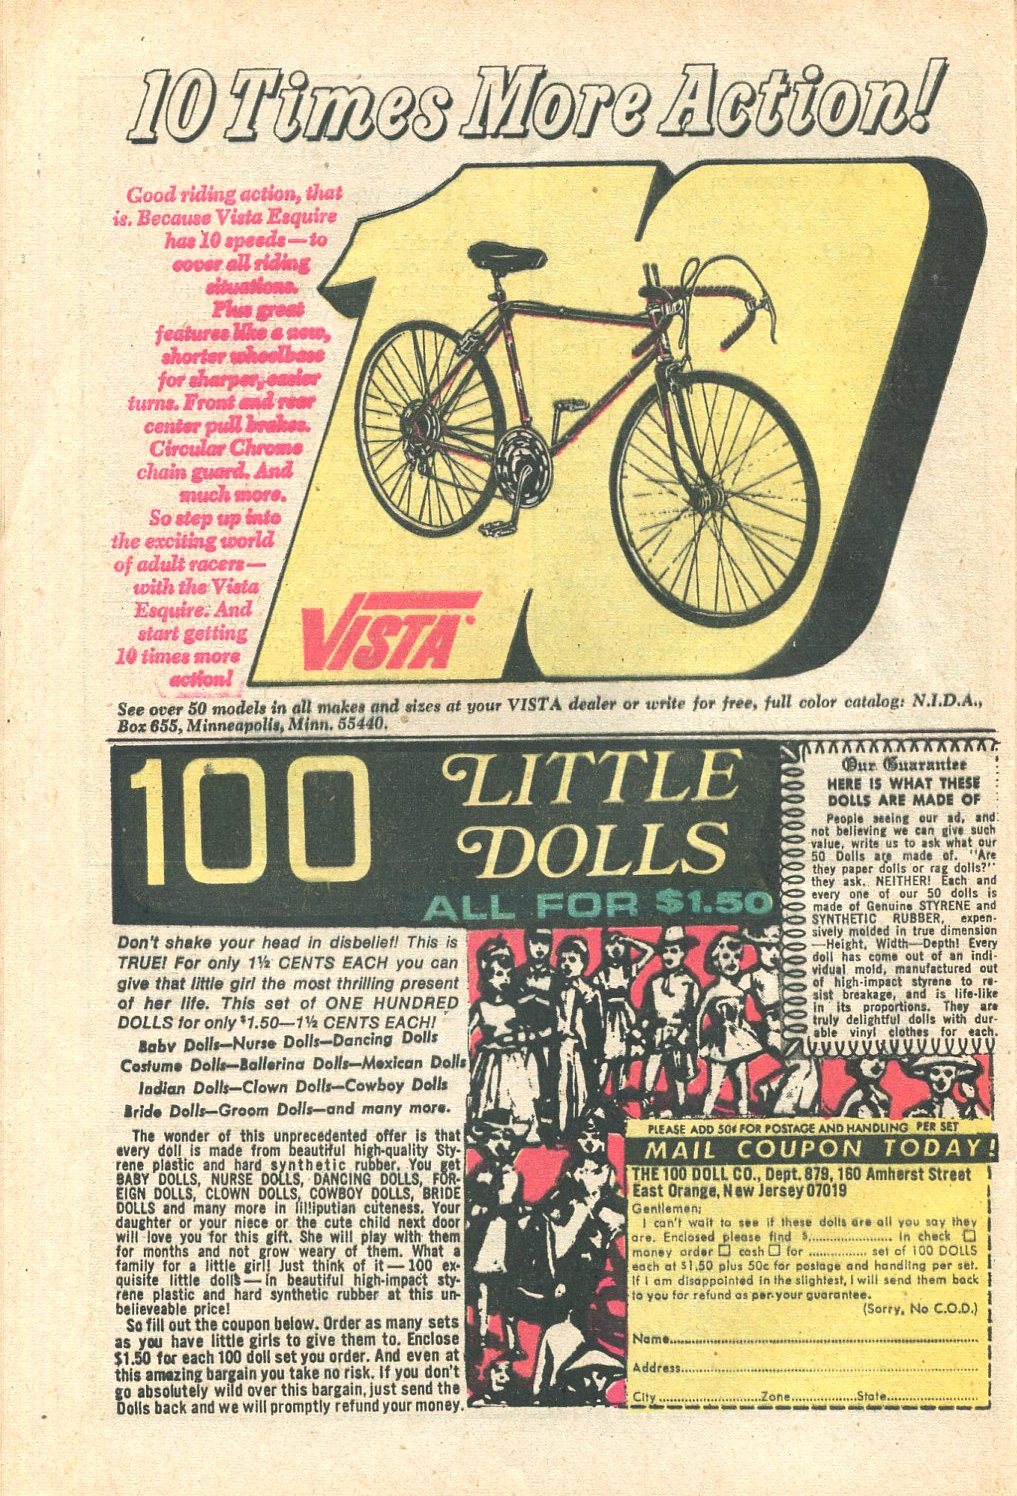 10 Times More Action!
Good riding action, that
is. Because Vista Esquire
has 10 speeds—to
cover all riding
situations.
Plus great
features like a new,
shorter wheelbase
for sharper, easier
turns. Front and rear
center pull brakes.
Circular Chrome
chain guard. And
much more.
So step up into
the exciting world
of adult racers—
with the Vista
Esquire. And
start getting
10 times more
action!
10
VISTA
See over 50 models in all makes and sizes at your VISTA dealer or write for free, full color catalog: N.I.D.A.,
Box 655, Minneapolis, Minn. 55440.
100
LITTLE
DOLLS
ALL FOR $1.50
Don't shake your head in disbelief! This is
TRUE! For only 1½ CENTS EACH you can
give that little girl the most thrilling present
of her life. This set of ONE HUNDRED
DOLLS for only $1.50—1½ CENTS EACH!
Baby Dolls—Nurse Dolls—Dancing Dolls
Costume Dolls—Ballerina Dolls—Mexican Dolls
Indian Dolls—Clown Dolls—Cowboy Dolls
Bride Dolls—Groom Dolls—and many more.
The wonder of this unprecedented offer is that
every doll is made from beautiful high-quality Sty-
rene plastic and hard synthetic rubber. You get
BABY DOLLS, NURSE DOLLS, DANCING DOLLS, FOR-
EIGN DOLLS, CLOWN DOLLS, COWBOY DOLLS, BRIDE
DOLLS and many more in lilliputian cuteness. Your
daughter or your niece or the cute child next door
will love you for this gift. She will play with them
for months and not grow weary of them. What a
family for a little girl! Just think of it—100 ex-
quisite little dolls—in beautiful high-impact sty-
rene plastic and hard synthetic rubber at this un-
believeable price!
So fill out the coupon below. Order as many sets
as you have little girls to give them to. Enclose
$1.50 for each 100 doll set you order. And even at
this amazing bargain you take no risk. If you don't
go absolutely wild over this bargain, just send the
Dolls back and we will promptly refund your money.
Our Guarantee
HERE IS WHAT THESE
DOLLS ARE MADE OF
People seeing our ad, and
not believing we can give such
value, write us to ask what our
50 Dolls are made of. "Are
they paper dolls or rag dolls?"
they ask. NEITHER! Each and
every one of our 50 dolls is
made of Genuine STYRENE and
SYNTHETIC RUBBER, expen-
sively molded in true dimension
—Height, Width—Depth! Every
doll has come out of an indi-
vidual mold, manufactured out
of high-impact styrene to re-
sist breakage, and is life-like
in its proportions. They are
truly delightful dolls with dur-
able vinyl clothes for each.
PLEASE ADD 50¢ FOR POSTAGE AND HANDLING PER SET
MAIL COUPON TODAY!
THE 100 DOLL CO., Dept. 879, 160 Amherst Street
East Orange, New Jersey 07019
Gentlemen:
I can't wait to see if these dolls are all you say they
are. Enclosed please find $.................... In check ☐
money order ☐ cash ☐ for .............. set of 100 DOLLS
each at $1.50 plus 50c for postage and handling per set.
If I am disappointed in the slightest, I will send them back
to you for refund as per your guarantee.
(Sorry, No C.O.D.)
Name
Address
City ............ Zone ............ State